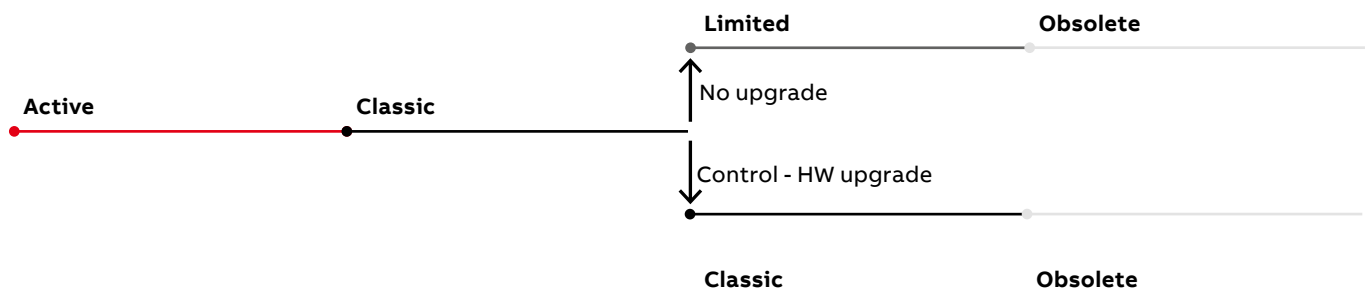 Limited
Obsolete
Active
Classic
No upgrade
Control - HW upgrade
Classic
Obsolete